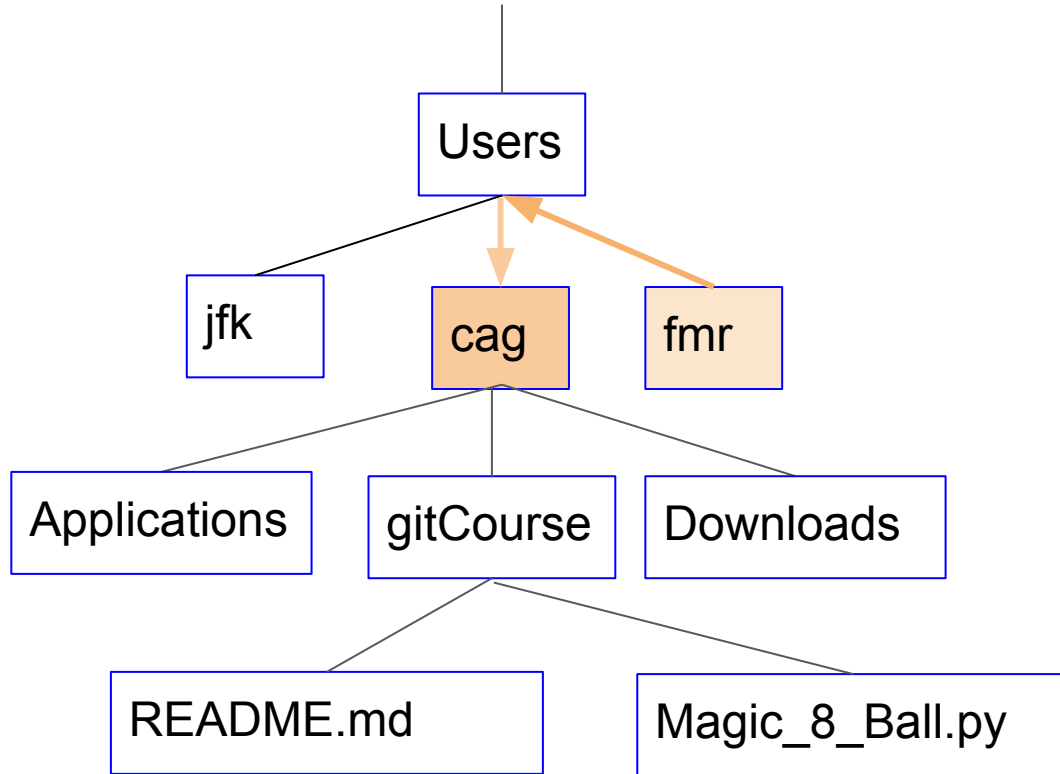 Users
jfk
cag
fmr
Applications
gitCourse
Downloads
README.md
Magic_8_Ball.py